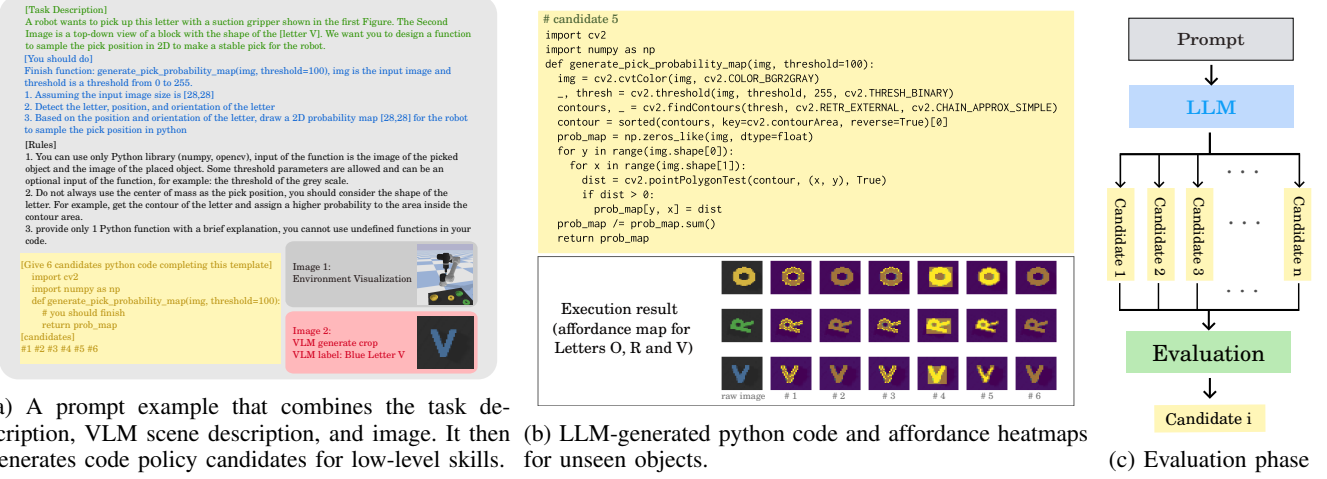 [Task Description]
A robot wants to pick up this letter with a suction gripper shown in the first Figure. The Second
Image is a top-down view of a block with the shape of the [letter V]. We want you to design a function
to sample the pick position in 2D to make a stable pick for the robot.
[You should do]
Finish function: generate_pick_probability_map(img, threshold=100), img is the input image and
threshold is a threshold from 0 to 255.
1. Assuming the input image size is [28,28]
2. Detect the letter, position, and orientation of the letter
3. Based on the position and orientation of the letter, draw a 2D probability map [28,28] for the robot
to sample the pick position in python
[Rules]
1. You can use only Python library (numpy, opencv), input of the function is the image of the picked
object and the image of the placed object. Some threshold parameters are allowed and can be an
optional input of the function, for example: the threshold of the grey scale.
2. Do not always use the center of mass as the pick position, you should consider the shape of the
letter. For example, get the contour of the letter and assign a higher probability to the area inside the
contour area.
3. provide only 1 Python function with a brief explanation, you cannot use undefined functions in your
code.
[Give 6 candidates python code completing this template]
import cv2
import numpy as np
def generate_pick_probability_map(img, threshold=100):
# you should finish
return prob_map
[candidates]
#1 #2 #3 #4 #5 #6
Image 1:
Environment Visualization
Image 2:
VLM generate crop
VLM label: Blue Letter V
V
a) A prompt example that combines the task de-
cription, VLM scene description, and image. It then
enerates code policy candidates for low-level skills.
# candidate 5
import cv2
import numpy as np
def generate_pick_probability_map(img, threshold=100):
img = cv2.cvtColor(img, cv2.COLOR_BGR2GRAY)
_, thresh = cv2.threshold(img, threshold, 255, cv2.THRESH_BINARY)
contours, _ = cv2.findContours(thresh, cv2.RETR_EXTERNAL, cv2.CHAIN_APPROX_SIMPLE)
contour = sorted(contours, key=cv2.contourArea, reverse=True)[0]
prob_map = np.zeros_like(img, dtype=float)
for y in range(img.shape[0]):
for x in range(img.shape[1]):
dist = cv2.pointPolygonTest(contour, (x, y), True)
if dist > 0:
prob_map[y, x] = dist
prob_map /= prob_map.sum()
return prob_map
Execution result
(affordance map for
Letters O, R and V)
O O O O O O O
R R R R R R R
V V V V V V V
raw image # 1 # 2 # 3 # 4 # 5 # 6
(b) LLM-generated python code and affordance heatmaps
for unseen objects.
Prompt
LLM
Candidate 1
Candidate 2
Candidate 3
Candidate n
Evaluation
Candidate i
(c) Evaluation phase